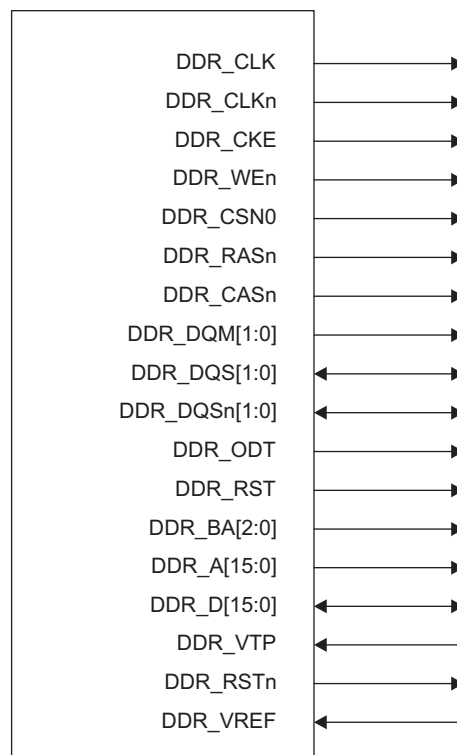 DDR_CLK
DDR_CLKn
DDR_CKE
DDR_WEn
DDR_CSN0
DDR_RASn
DDR_CASn
DDR_DQM[1:0]
DDR_DQS[1:0]
DDR_DQSn[1:0]
DDR_ODT
DDR_RST
DDR_BA[2:0]
DDR_A[15:0]
DDR_D[15:0]
DDR_VTP
DDR_RSTn
DDR_VREF